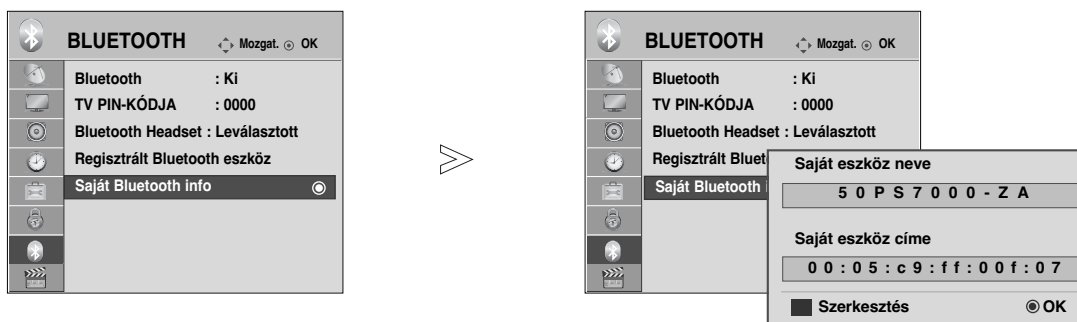 BLUETOOTH Mozgat. OK
Bluetooth : Ki
TV PIN-KÓDJA : 0000
Bluetooth Headset : Leválasztott
Regisztrált Bluetooth eszköz
Saját Bluetooth info
BLUETOOTH Mozgat. OK
Bluetooth : Ki
TV PIN-KÓDJA : 0000
Bluetooth Headset : Leválasztott
Regisztrált Bluet
Saját Bluetooth
Saját eszköz neve
50PS7000-ZA
Saját eszköz címe
00:05:c9:ff:00f:07
Szerkesztés OK